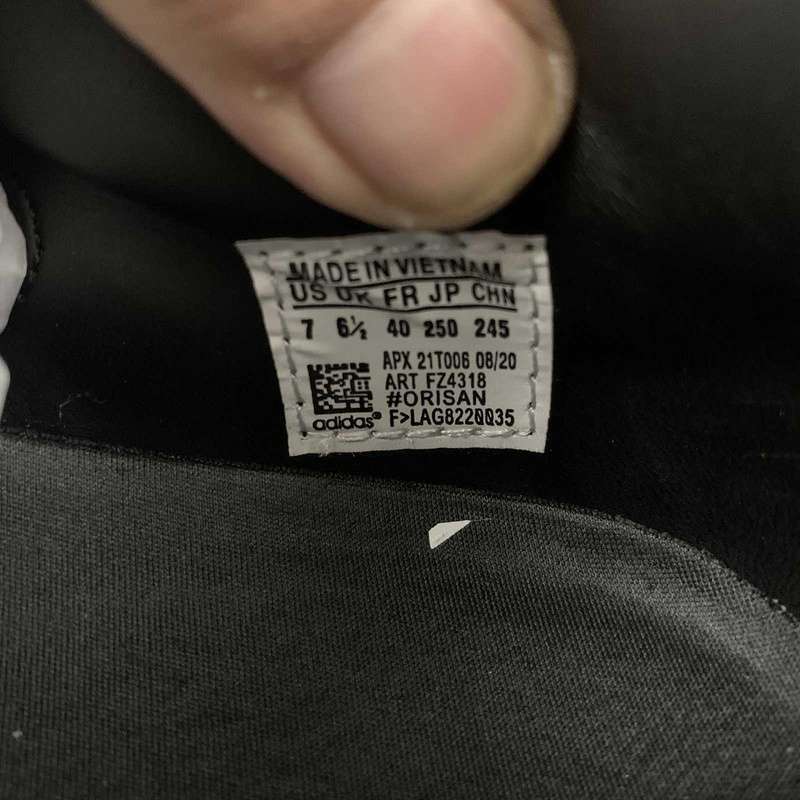 MADE IN VIETNAM
US UK FR JP CHN
7 6½ 40 250 245
APX 21T006 08/20
ART FZ4318
#ORISAN
adidas® F>LAG8220035